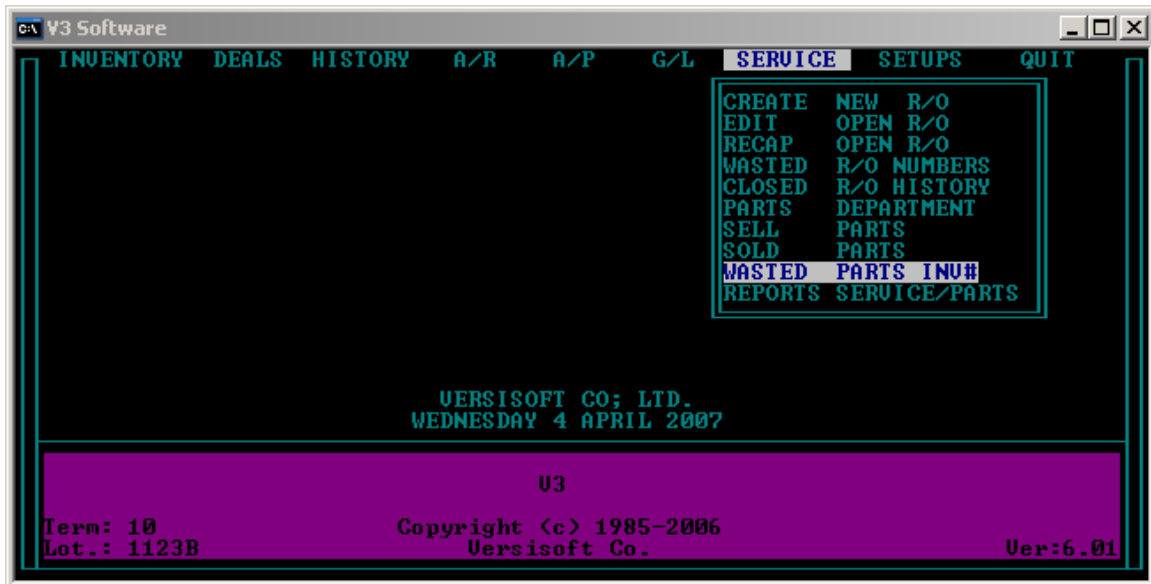 V3 Software
INVENTORY DEALS HISTORY A/R A/P G/L SERVICE SETUPS QUIT
CREATE NEW R/O
EDIT OPEN R/O
RECAP OPEN R/O
WASTED R/O NUMBERS
CLOSED R/O HISTORY
PARTS DEPARTMENT
SELL PARTS
SOLD PARTS
WASTED PARTS INV#
REPORTS SERVICE/PARTS
VERSISOFT CO; LTD.
WEDNESDAY 4 APRIL 2007
V3
Term: 10 Copyright (c) 1985-2006
Lot.: 1123B Versisoft Co. Ver:6.01